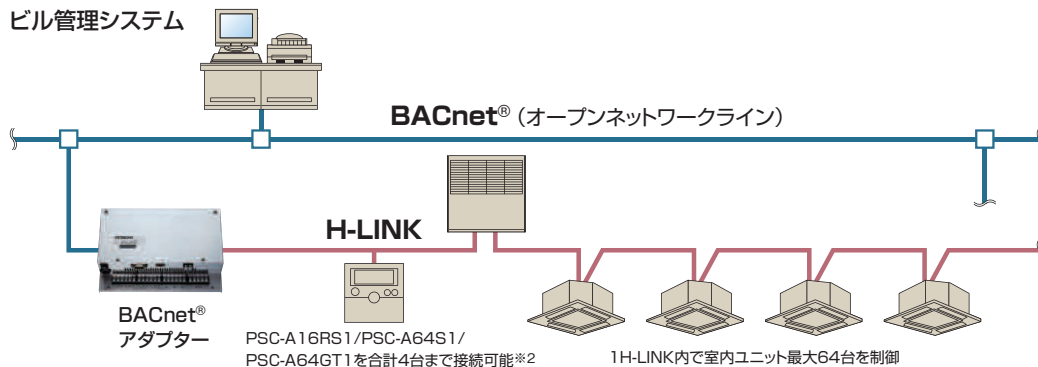 ビル管理システム
BACnet®（オープンネットワークライン）
H-LINK
BACnet®
アダプター
PSC-A16RS1/PSC-A64S1/
PSC-A64GT1を合計4台まで接続可能※2
1H-LINK内で室内ユニット最大64台を制御